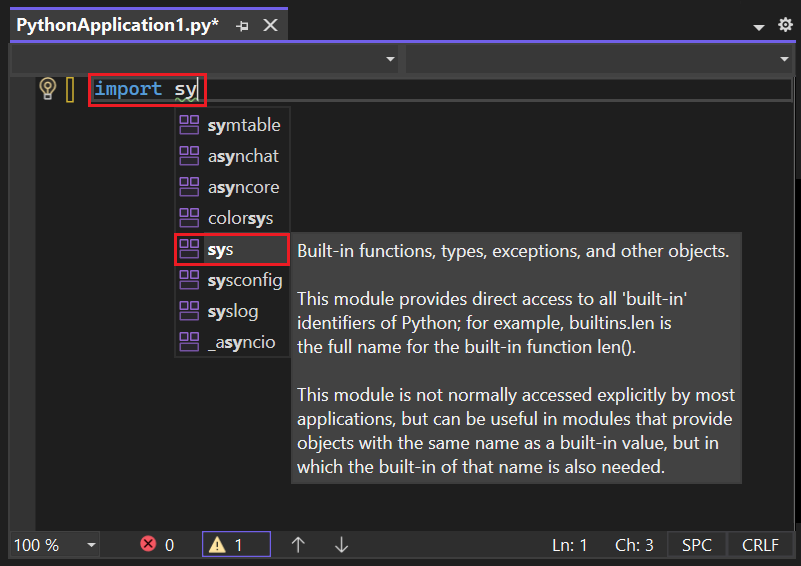 PythonApplication1.py*
import sy
symtable
asynchat
asyncore
colorsys
sys
sysconfig
syslog
_asyncio
Built-in functions, types, exceptions, and other objects.
This module provides direct access to all 'built-in'
identifiers of Python; for example, builtins.len is
the full name for the built-in function len().
This module is not normally accessed explicitly by most
applications, but can be useful in modules that provide
objects with the same name as a built-in value, but in
which the built-in of that name is also needed.
100 % 0 1 Ln: 1 Ch: 3 SPC CRLF